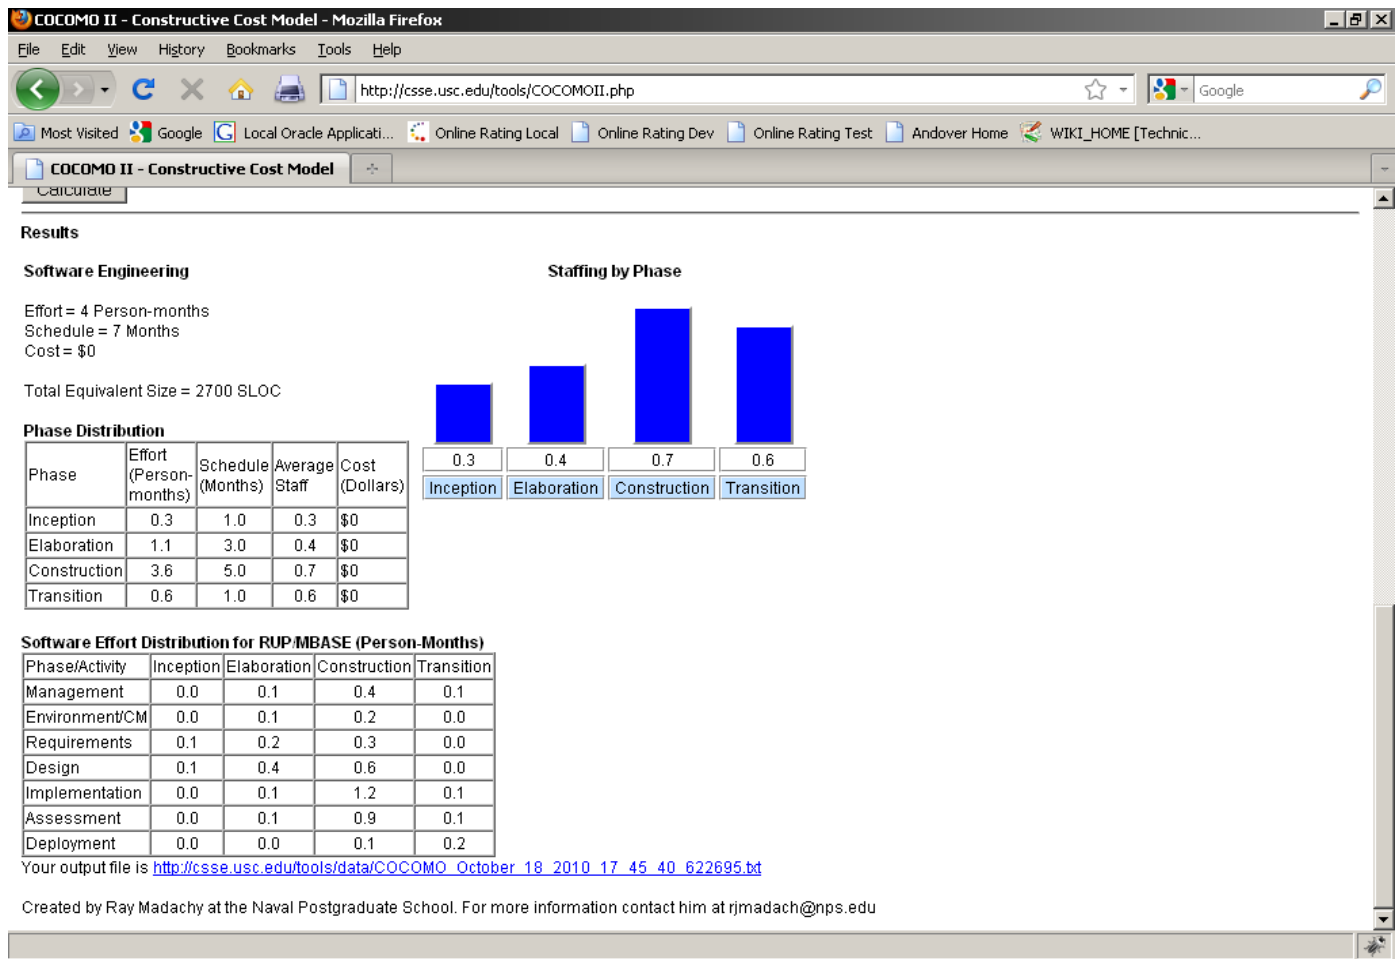 COCOMO II - Constructive Cost Model - Mozilla Firefox
File Edit View History Bookmarks Tools Help
http://csse.usc.edu/tools/COCOMOII.php Google
Most Visited Google Local Oracle Applicati... Online Rating Local Online Rating Dev Online Rating Test Andover Home WIKI_HOME [Technic...
COCOMO II - Constructive Cost Model
Calculate
Results
Software Engineering
Effort = 4 Person-months
Schedule = 7 Months
Cost = $0
Total Equivalent Size = 2700 SLOC
Staffing by Phase
0.3 0.4 0.7 0.6
Inception Elaboration Construction Transition
Phase Distribution
Phase Effort (Person-months) Schedule (Months) Average Staff Cost (Dollars)
Inception 0.3 1.0 0.3 $0
Elaboration 1.1 3.0 0.4 $0
Construction 3.6 5.0 0.7 $0
Transition 0.6 1.0 0.6 $0
Software Effort Distribution for RUP/MBASE (Person-Months)
Phase/Activity Inception Elaboration Construction Transition
Management 0.0 0.1 0.4 0.1
Environment/CM 0.0 0.1 0.2 0.0
Requirements 0.1 0.2 0.3 0.0
Design 0.1 0.4 0.6 0.0
Implementation 0.0 0.1 1.2 0.1
Assessment 0.0 0.1 0.9 0.1
Deployment 0.0 0.0 0.1 0.2
Your output file is http://csse.usc.edu/tools/data/COCOMO_October_18_2010_17_45_40_622695.txt
Created by Ray Madachy at the Naval Postgraduate School. For more information contact him at rjmadach@nps.edu